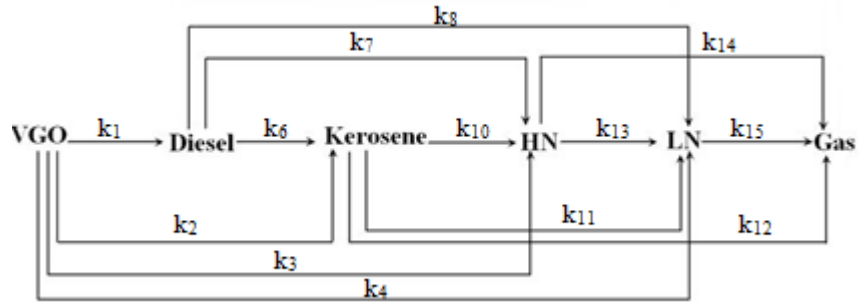 k₈
k₇
k₁₄
VGO k₁ Diesel k₆ Kerosene k₁₀ HN k₁₃ LN k₁₅ Gas
k₂ k₁₁ k₁₂
k₃
k₄